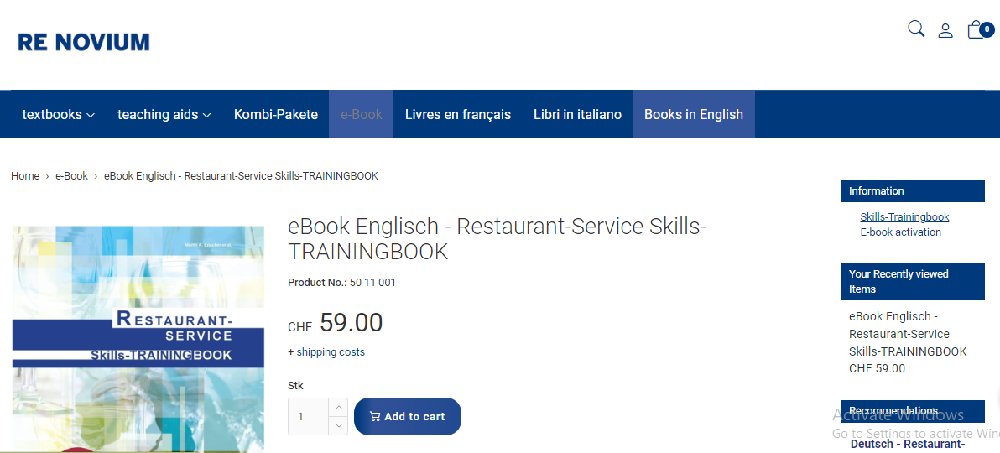 RE NOVIUM
0
textbooks
teaching aids
Kombi-Pakete
e-Book
Livres en français
Libri in italiano
Books in English
Home › e-Book › eBook Englisch - Restaurant-Service Skills-TRAININGBOOK
RESTAURANT-
SERVICE
Skills-TRAININGBOOK
eBook Englisch - Restaurant-Service Skills-
TRAININGBOOK
Product No.: 50 11 001
CHF 59.00
+ shipping costs
Stk
1
Add to cart
Information
Skills-Trainingbook
E-book activation
Your Recently viewed
Items
eBook Englisch -
Restaurant-Service
Skills-TRAININGBOOK
CHF 59.00
Recommendations
Activate Windows
Go to Settings to activate Win
Deutsch - Restaurant-